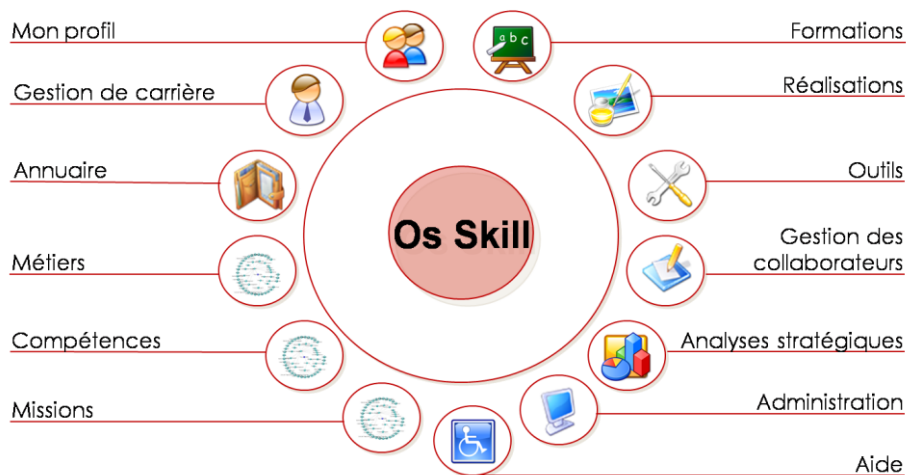 Mon profil
Formations
Gestion de carrière
Réalisations
Annuaire
Outils
Os Skill
Métiers
Gestion des
collaborateurs
Compétences
Analyses stratégiques
Missions
Administration
Aide
abc